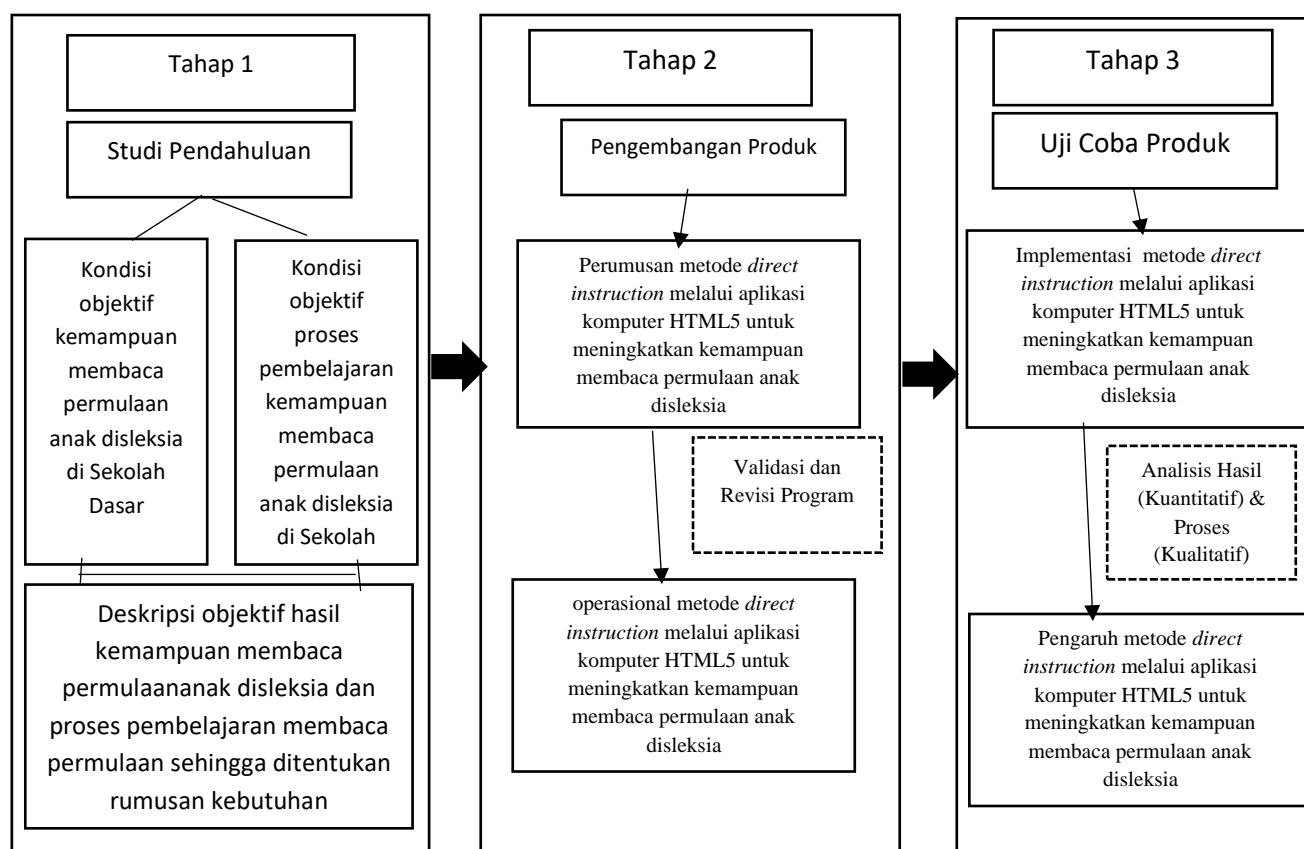 Tahap 1
Studi Pendahuluan
Kondisi
objektif
kemampuan
membaca
permulaan
anak disleksia
di Sekolah
Dasar
Kondisi
objektif
proses
pembelajaran
kemampuan
membaca
permulaan
anak disleksia
di Sekolah
Deskripsi objektif hasil
kemampuan membaca
permulaananak disleksia dan
proses pembelajaran membaca
permulaan sehingga ditentukan
rumusan kebutuhan
Tahap 2
Pengembangan Produk
Perumusan metode direct
instruction melalui aplikasi
komputer HTML5 untuk
meningkatkan kemampuan
membaca permulaan anak
disleksia
Validasi dan
Revisi Program
operasional metode direct
instruction melalui aplikasi
komputer HTML5 untuk
meningkatkan kemampuan
membaca permulaan anak
disleksia
Tahap 3
Uji Coba Produk
Implementasi metode direct
instruction melalui aplikasi
komputer HTML5 untuk
meningkatkan kemampuan
membaca permulaan anak
disleksia
Analisis Hasil
(Kuantitatif) &
Proses
(Kualitatif)
Pengaruh metode direct
instruction melalui aplikasi
komputer HTML5 untuk
meningkatkan kemampuan
membaca permulaan anak
disleksia